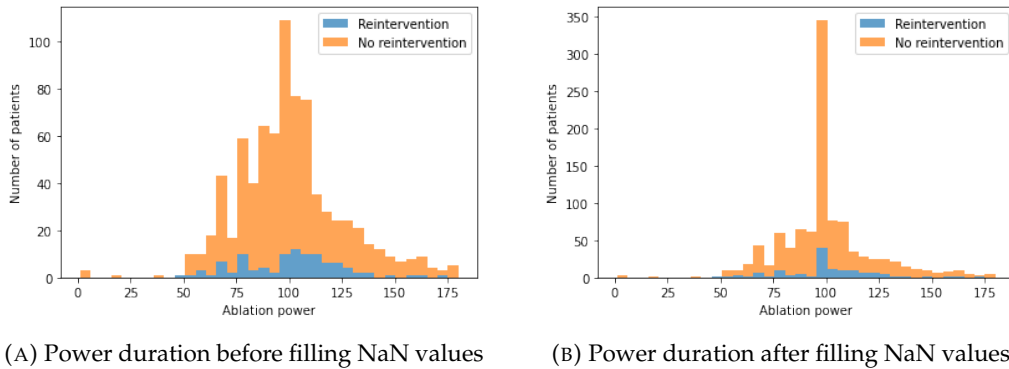 Reintervention
No reintervention
Number of patients
100
80
60
40
20
0
0 25 50 75 100 125 150 175
Ablation power
(A) Power duration before filling NaN values
Reintervention
No reintervention
Number of patients
350
300
250
200
150
100
50
0
0 25 50 75 100 125 150 175
Ablation power
(B) Power duration after filling NaN values